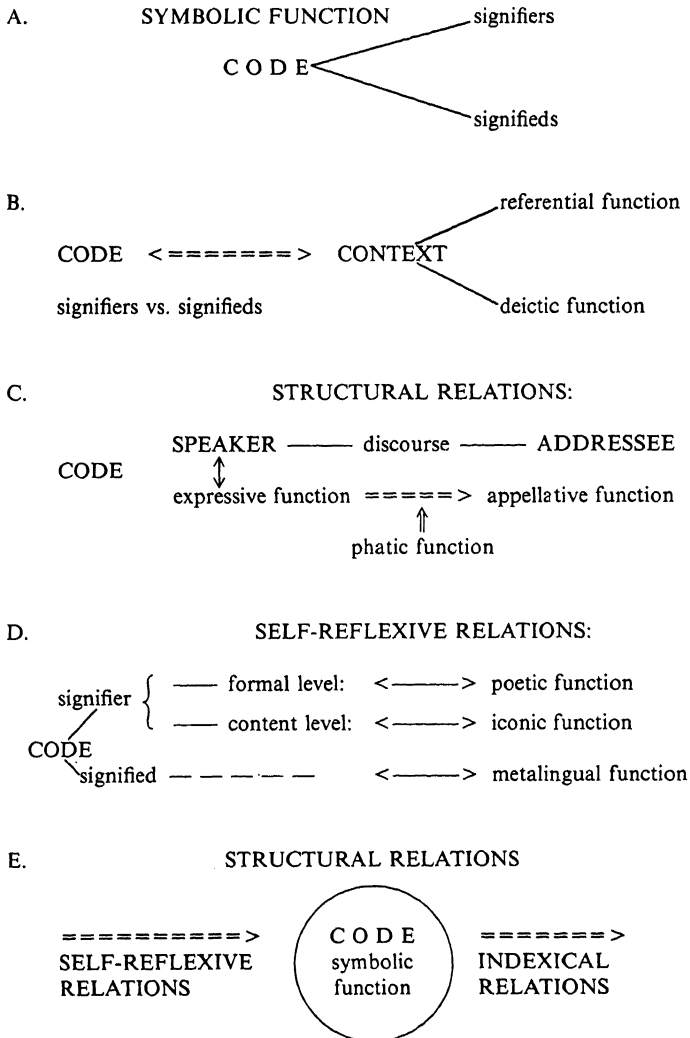 A. SYMBOLIC FUNCTION signifiers
C O D E
signifieds
B. referential function
CODE < = = = = = = = > CONTEXT
signifiers vs. signifieds deictic function
C. STRUCTURAL RELATIONS:
SPEAKER —— discourse —— ADDRESSEE
CODE
expressive function = = = = = > appellative function
phatic function
D. SELF-REFLEXIVE RELATIONS:
signifier { —— formal level: < —— > poetic function
—— content level: < —— > iconic function
CODE
signified — — — — — < —— > metalingual function
E. STRUCTURAL RELATIONS
= = = = = = = = = = > C O D E = = = = = = = >
SELF-REFLEXIVE symbolic INDEXICAL
RELATIONS function RELATIONS